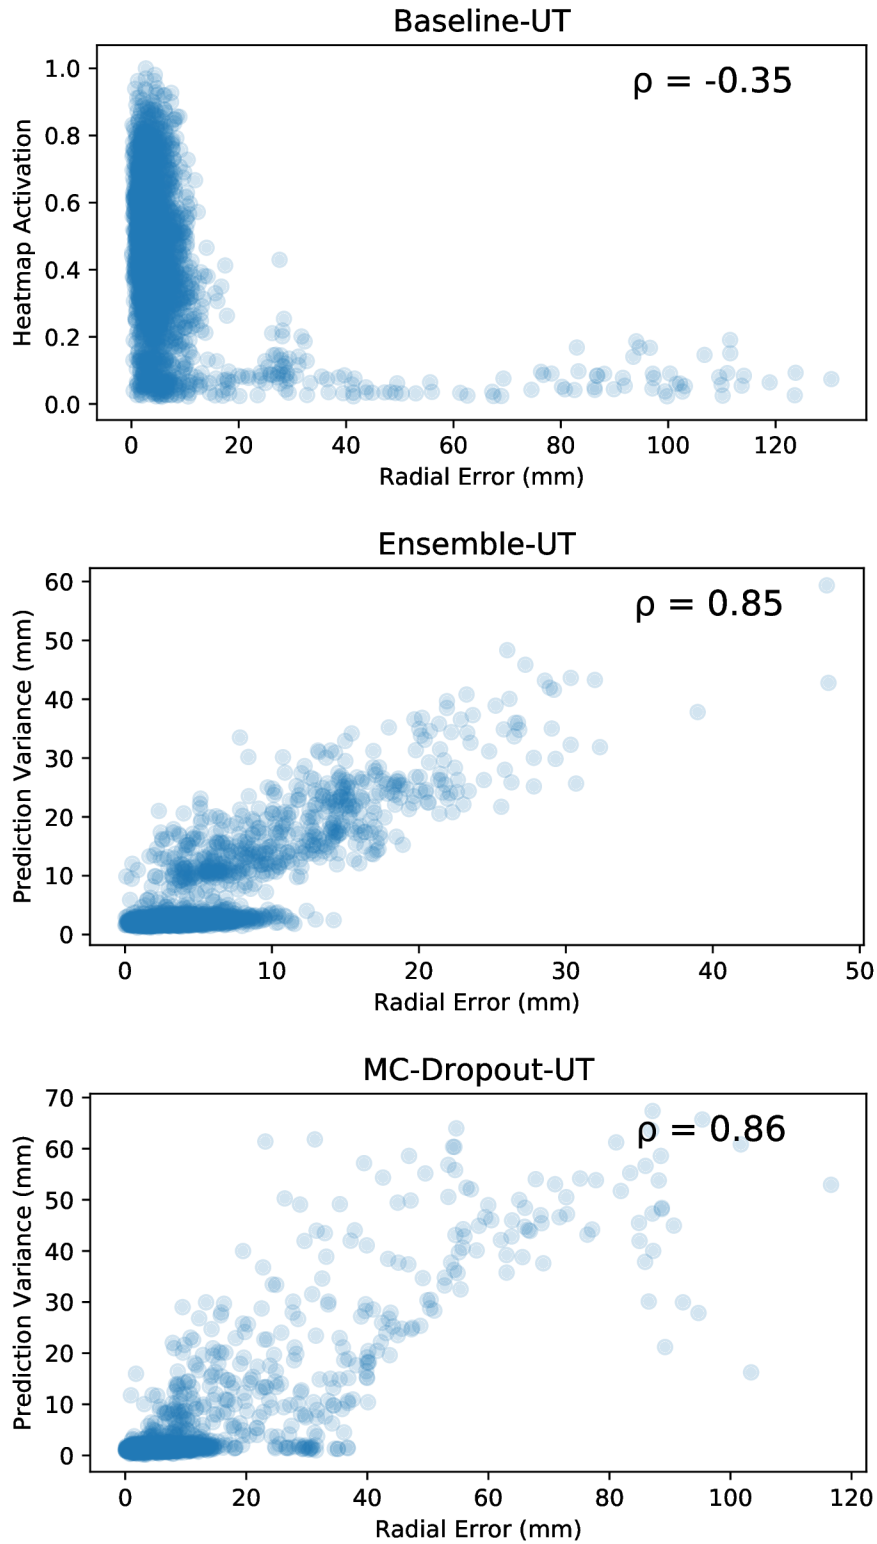 Baseline-UT
ρ = -0.35
Heatmap Activation
1.0
0.8
0.6
0.4
0.2
0.0
0 20 40 60 80 100 120
Radial Error (mm)
Ensemble-UT
ρ = 0.85
Prediction Variance (mm)
60
50
40
30
20
10
0
0 10 20 30 40 50
Radial Error (mm)
MC-Dropout-UT
ρ = 0.86
Prediction Variance (mm)
70
60
50
40
30
20
10
0
0 20 40 60 80 100 120
Radial Error (mm)